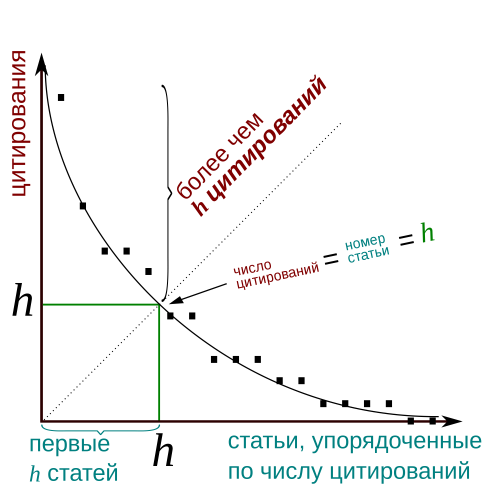 цитирования
более чем
h цитирований
число
цитирований
=
номер
статьи
= h
h
первые
h статей
h
статьи, упорядоченные
по числу цитирований